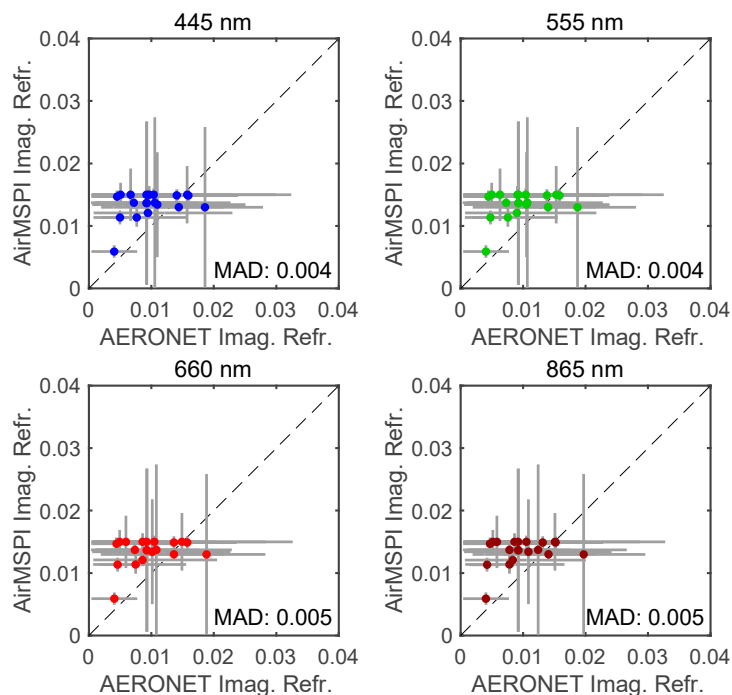 445 nm
0.04
0.03
0.02
0.01
0
AirMSPI Imag. Refr.
MAD: 0.004
0 0.01 0.02 0.03 0.04
AERONET Imag. Refr.
555 nm
0.04
0.03
0.02
0.01
0
AirMSPI Imag. Refr.
MAD: 0.004
0 0.01 0.02 0.03 0.04
AERONET Imag. Refr.
660 nm
0.04
0.03
0.02
0.01
0
AirMSPI Imag. Refr.
MAD: 0.005
0 0.01 0.02 0.03 0.04
AERONET Imag. Refr.
865 nm
0.04
0.03
0.02
0.01
0
AirMSPI Imag. Refr.
MAD: 0.005
0 0.01 0.02 0.03 0.04
AERONET Imag. Refr.